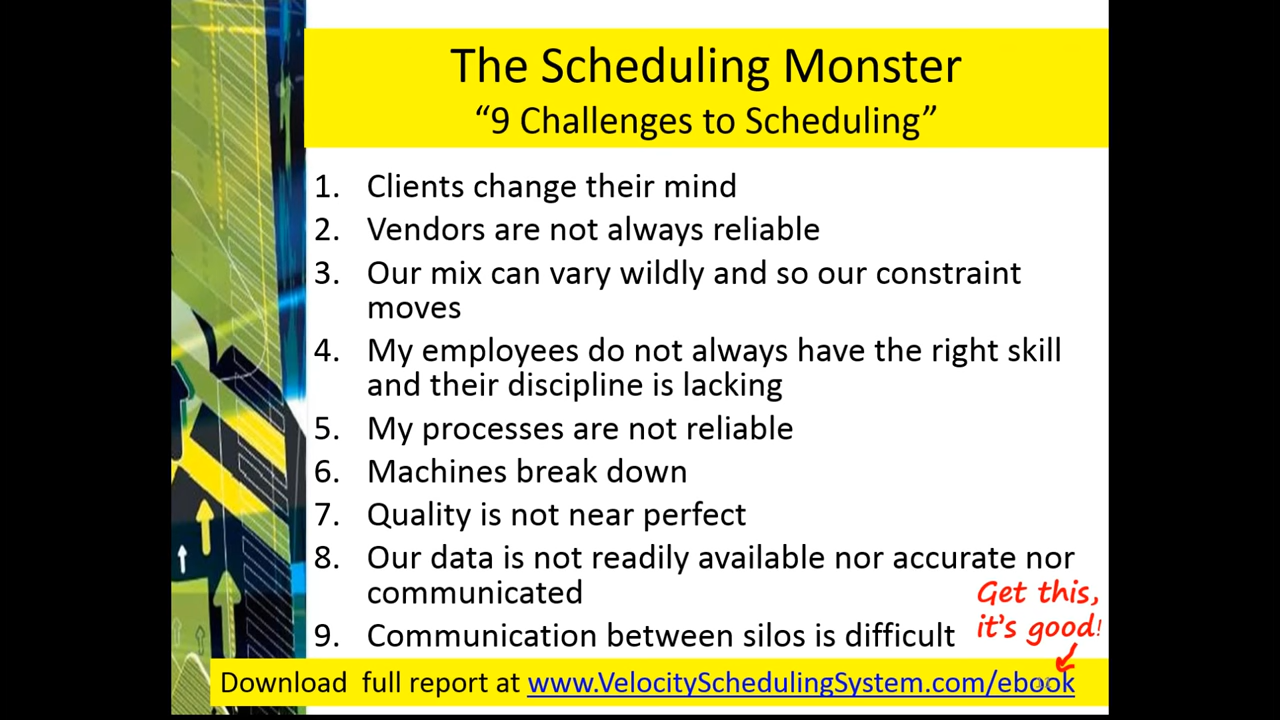 The Scheduling Monster
“9 Challenges to Scheduling”
1. Clients change their mind
2. Vendors are not always reliable
3. Our mix can vary wildly and so our constraint
moves
4. My employees do not always have the right skill
and their discipline is lacking
5. My processes are not reliable
6. Machines break down
7. Quality is not near perfect
8. Our data is not readily available nor accurate nor
communicated
9. Communication between silos is difficult
Get this,
it's good!
Download full report at www.VelocitySchedulingSystem.com/ebook